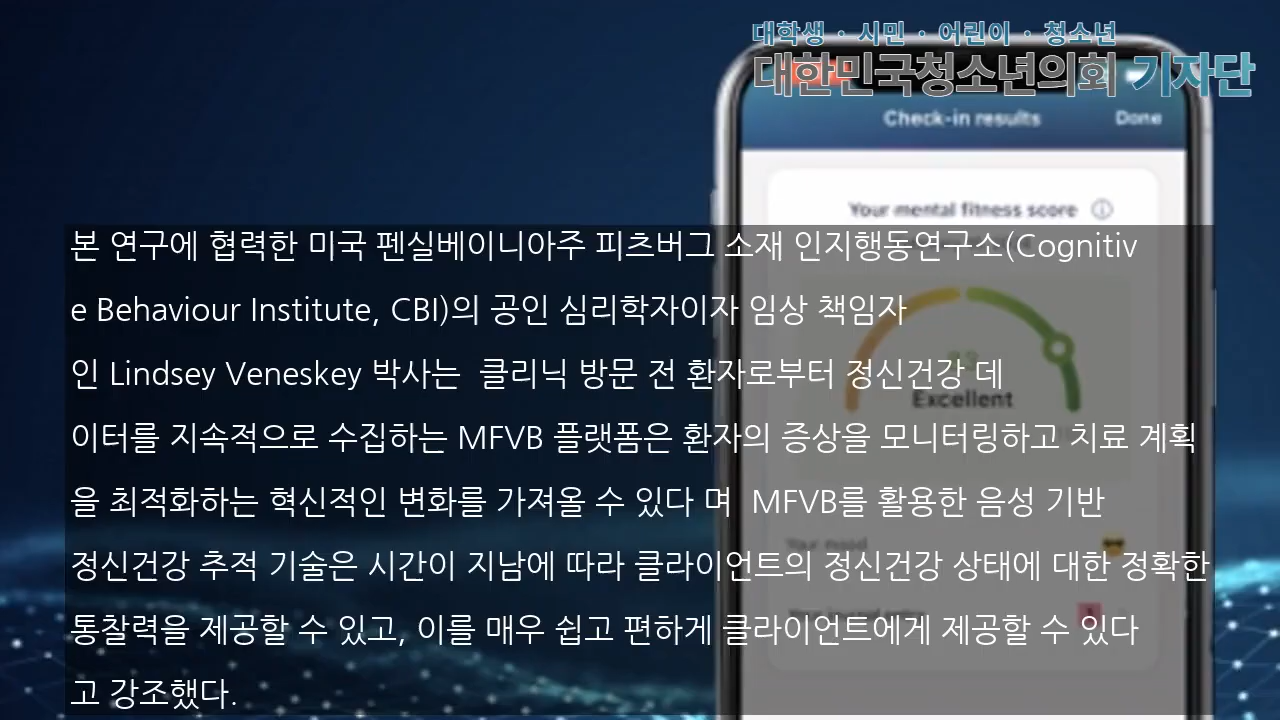 대학생 · 시민 · 어린이 · 청소년
대한민국청소년의회 기자단
Check-in results Done
Your mental fitness score
본 연구에 협력한 미국 펜실베이니아주 피츠버그 소재 인지행동연구소(Cognitiv
e Behaviour Institute, CBI)의 공인 심리학자이자 임상 책임자
인 Lindsey Veneskey 박사는 클리닉 방문 전 환자로부터 정신건강 데
Excellent
이터를 지속적으로 수집하는 MFVB 플랫폼은 환자의 증상을 모니터링하고 치료 계획
을 최적화하는 혁신적인 변화를 가져올 수 있다 며 MFVB를 활용한 음성 기반
Your mood
정신건강 추적 기술은 시간이 지남에 따라 클라이언트의 정신건강 상태에 대한 정확한
통찰력을 제공할 수 있고, 이를 매우 쉽고 편하게 클라이언트에게 제공할 수 있다
고 강조했다.